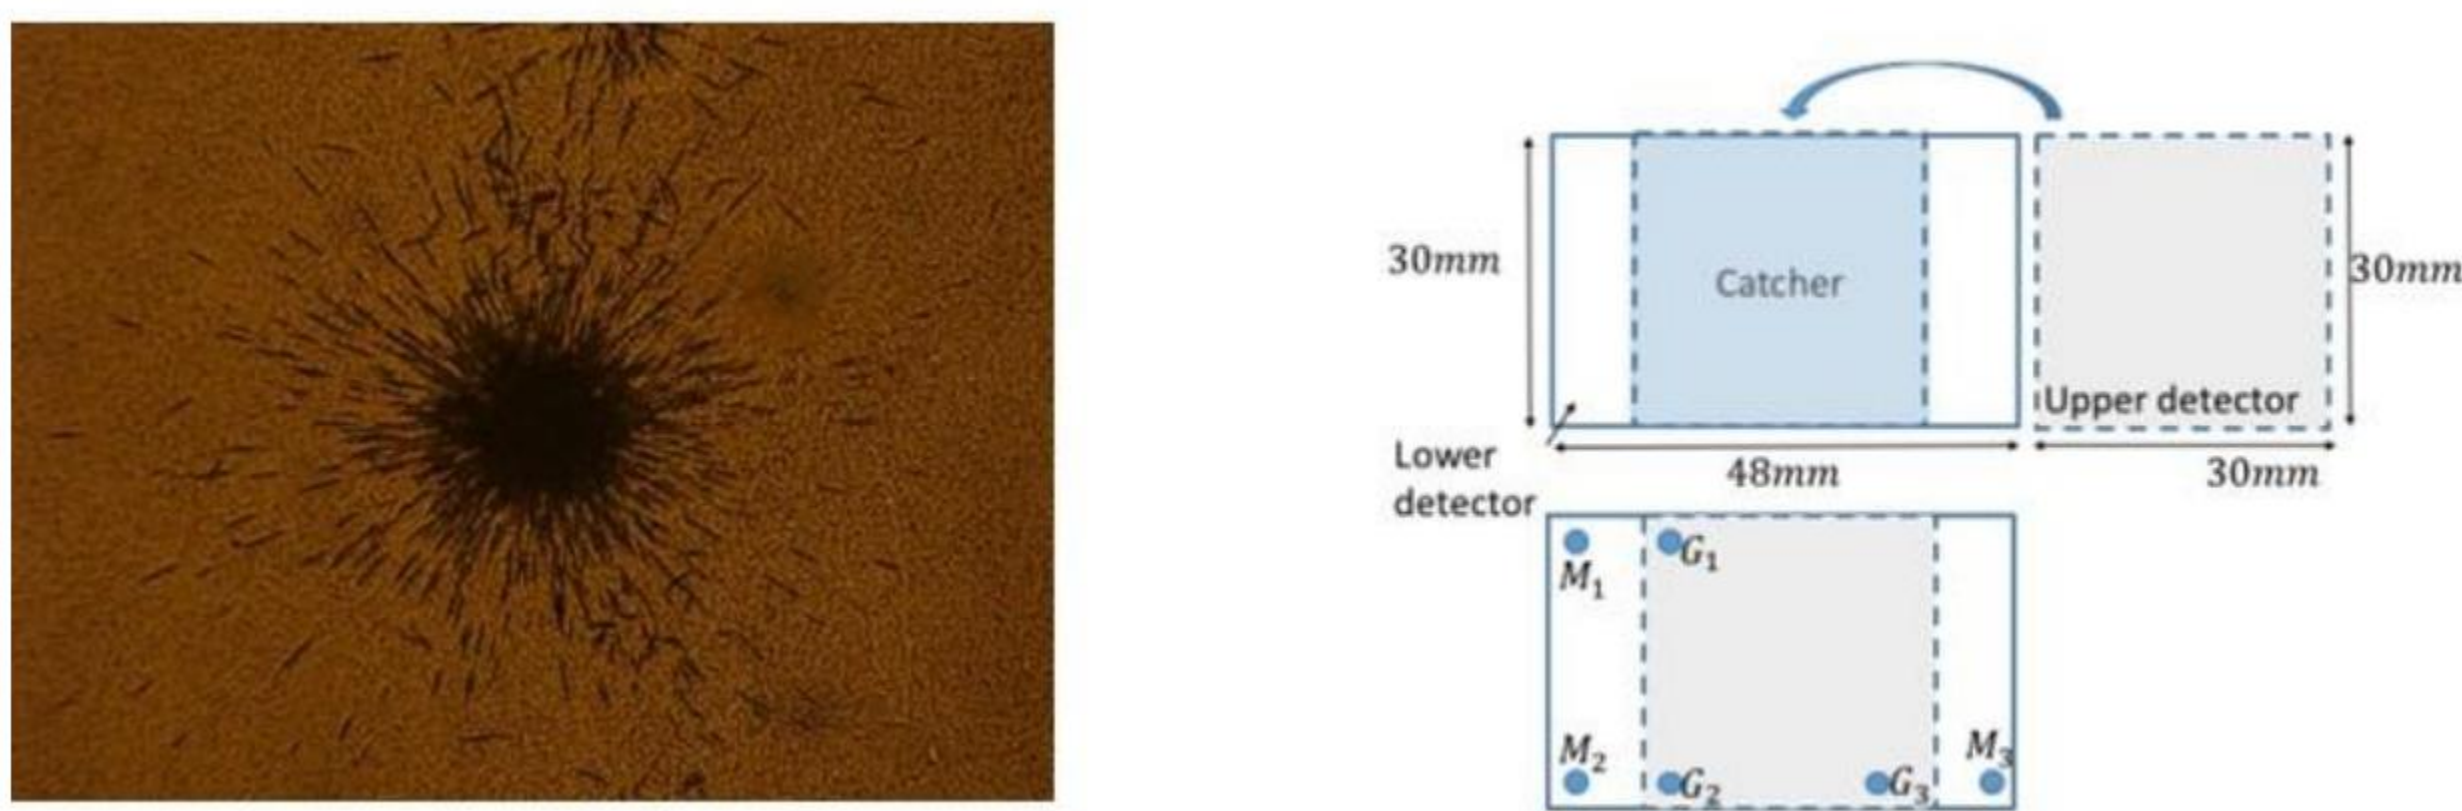 30mm
Catcher
30mm
Upper detector
Lower
detector
48mm
30mm
M₁
G₁
M₂
G₂
G₃
M₃